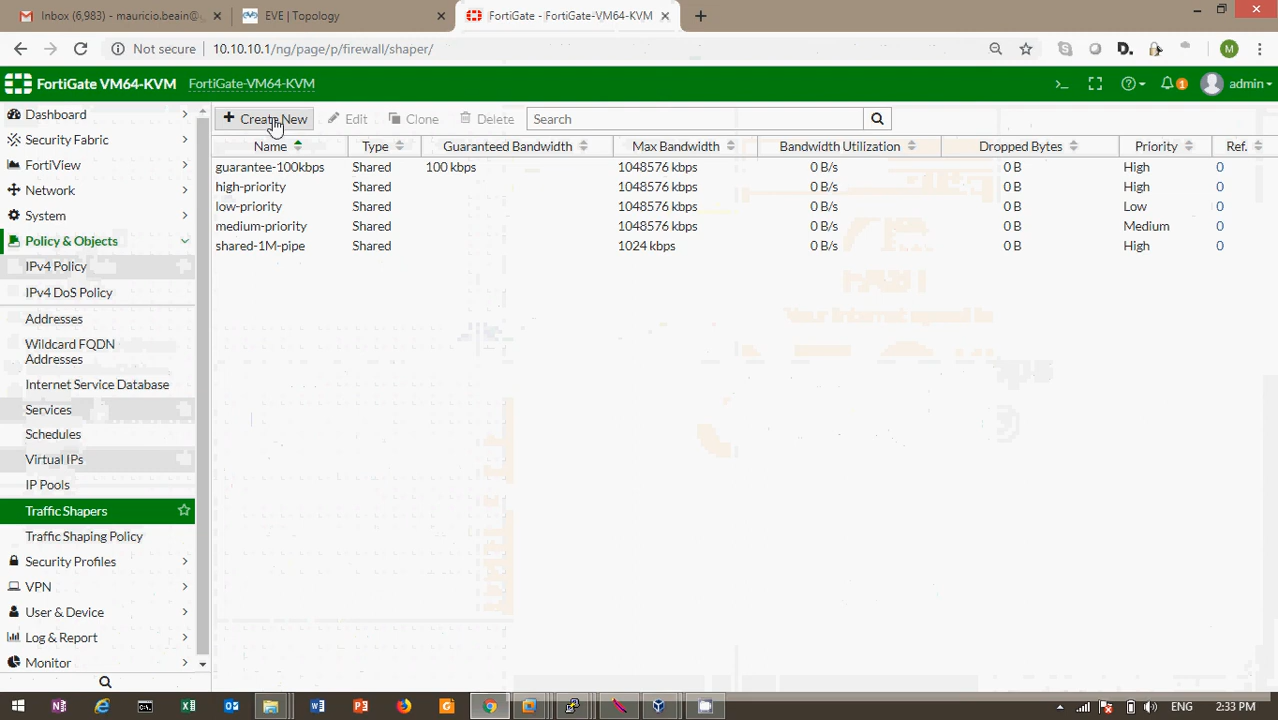 Inbox (6,983) - mauricio.beain@
EVE | Topology
FortiGate - FortiGate-VM64-KVM
Not secure
10.10.10.1/ng/page/p/firewall/shaper/
D.
M
FortiGate VM64-KVM
FortiGate-VM64-KVM
1
admin
Dashboard
Security Fabric
FortiView
Network
System
Policy & Objects
IPv4 Policy
IPv4 DoS Policy
Addresses
Wildcard FQDN
Addresses
Internet Service Database
Services
Schedules
Virtual IPs
IP Pools
Traffic Shapers
Traffic Shaping Policy
Security Profiles
VPN
User & Device
Log & Report
Monitor
+ Create New
Edit
Clone
Delete
Search
Name Type Guaranteed Bandwidth Max Bandwidth Bandwidth Utilization Dropped Bytes Priority Ref.
guarantee-100kbps Shared 100 kbps 1048576 kbps 0 B/s 0 B High 0
high-priority Shared 1048576 kbps 0 B/s 0 B High 0
low-priority Shared 1048576 kbps 0 B/s 0 B Low 0
medium-priority Shared 1048576 kbps 0 B/s 0 B Medium 0
shared-1M-pipe Shared 1024 kbps 0 B/s 0 B High 0
Your Internet speed is
ENG
2:33 PM